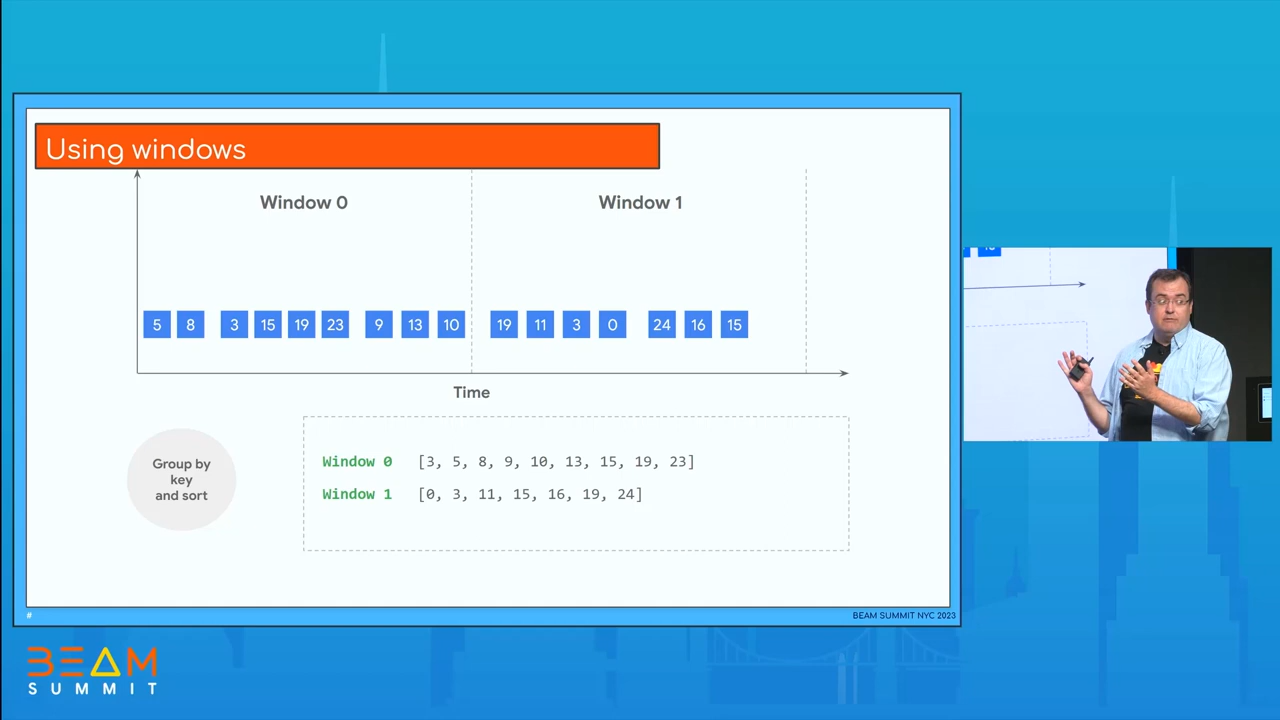 Using windows
Window 0
Window 1
5 8 3 15 19 23 9 13 10 19 11 3 0 24 16 15
Time
Group by
key
and sort
Window 0 [3, 5, 8, 9, 10, 13, 15, 19, 23]
Window 1 [0, 3, 11, 15, 16, 19, 24]
#
BEAM SUMMIT NYC 2023
BEAM
SUMMIT